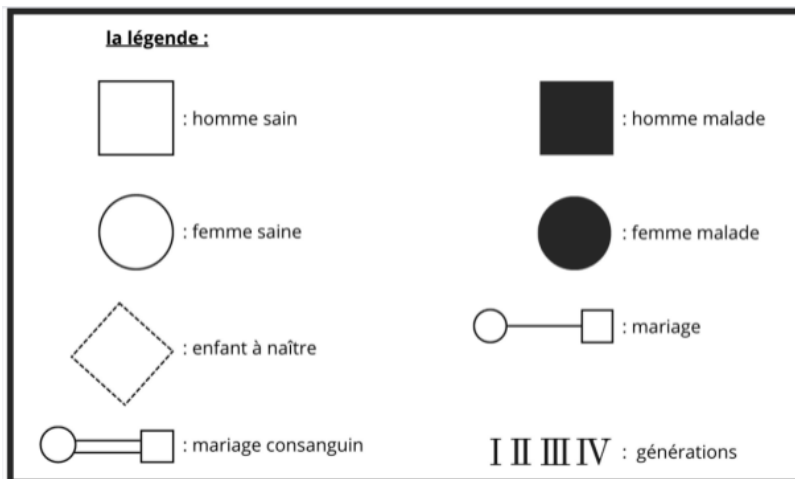 la légende :
: homme sain
: homme malade
: femme saine
: femme malade
: enfant à naître
: mariage
: mariage consanguin
I II III IV : générations